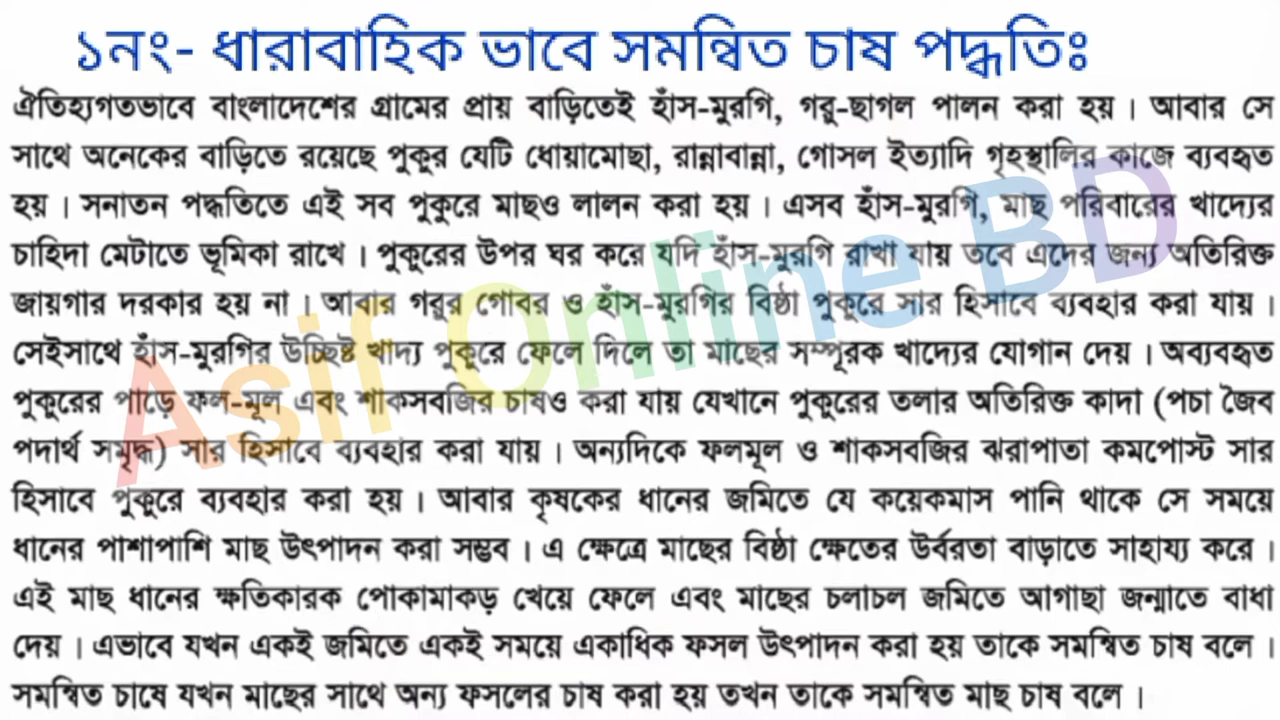 ১নং- ধারাবাহিক ভাবে সমন্বিত চাষ পদ্ধতিঃ
ঐতিহ্যগতভাবে বাংলাদেশের গ্রামের প্রায় বাড়িতেই হাঁস-মুরগি, গরু-ছাগল পালন করা হয়। আবার সে
সাথে অনেকের বাড়িতে রয়েছে পুকুর যেটি ধোয়ামোছা, রান্নাবান্না, গোসল ইত্যাদি গৃহস্থালির কাজে ব্যবহৃত
হয়। সনাতন পদ্ধতিতে এই সব পুকুরে মাছও লালন করা হয়। এসব হাঁস-মুরগি, মাছ পরিবারের খাদ্যের
চাহিদা মেটাতে ভূমিকা রাখে। পুকুরের উপর ঘর করে যদি হাঁস-মুরগি রাখা যায় তবে এদের জন্য অতিরিক্ত
জায়গার দরকার হয় না। আবার গরুর গোবর ও হাঁস-মুরগির বিষ্ঠা পুকুরে সার হিসাবে ব্যবহার করা যায়।
সেইসাথে হাঁস-মুরগির উচ্ছিষ্ট খাদ্য পুকুরে ফেলে দিলে তা মাছের সম্পূরক খাদ্যের যোগান দেয়। অব্যবহৃত
পুকুরের পাড়ে ফল-মূল এবং শাকসবজির চাষও করা যায় যেখানে পুকুরের তলার অতিরিক্ত কাদা (পচা জৈব
পদার্থ সমৃদ্ধ) সার হিসাবে ব্যবহার করা যায়। অন্যদিকে ফলমূল ও শাকসবজির ঝরাপাতা কমপোস্ট সার
হিসাবে পুকুরে ব্যবহার করা হয়। আবার কৃষকের ধানের জমিতে যে কয়েকমাস পানি থাকে সে সময়ে
ধানের পাশাপাশি মাছ উৎপাদন করা সম্ভব। এ ক্ষেত্রে মাছের বিষ্ঠা ক্ষেতের উর্বরতা বাড়াতে সাহায্য করে।
এই মাছ ধানের ক্ষতিকারক পোকামাকড় খেয়ে ফেলে এবং মাছের চলাচল জমিতে আগাছা জন্মাতে বাধা
দেয়। এভাবে যখন একই জমিতে একই সময়ে একাধিক ফসল উৎপাদন করা হয় তাকে সমন্বিত চাষ বলে।
সমন্বিত চাষে যখন মাছের সাথে অন্য ফসলের চাষ করা হয় তখন তাকে সমন্বিত মাছ চাষ বলে।
Asif Online BD